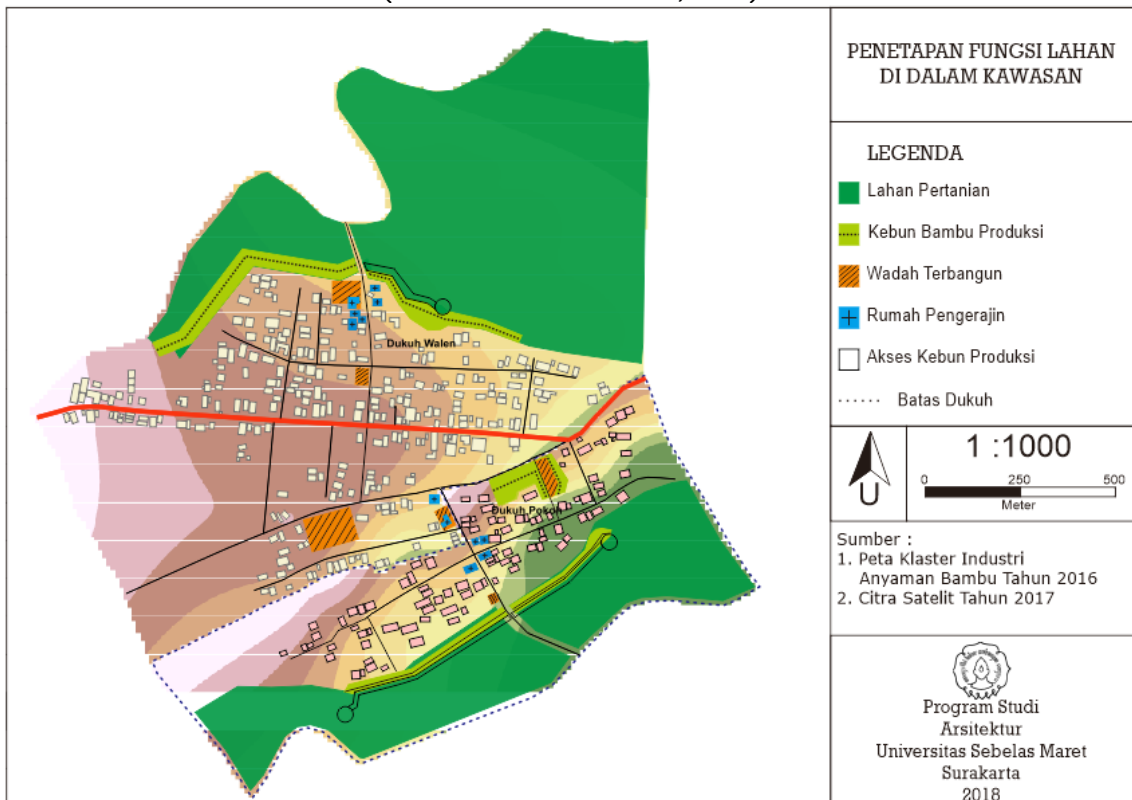 PENETAPAN FUNGSI LAHAN
DI DALAM KAWASAN
LEGENDA
Lahan Pertanian
Kebun Bambu Produksi
Wadah Terbangun
Rumah Pengerajin
Akses Kebun Produksi
Batas Dukuh
U
1 :1000
0 250 500
Meter
Sumber :
1. Peta Klaster Industri
Anyaman Bambu Tahun 2016
2. Citra Satelit Tahun 2017
Program Studi
Arsitektur
Universitas Sebelas Maret
Surakarta
2018
Dukuh Walen
Dukuh Pokoh